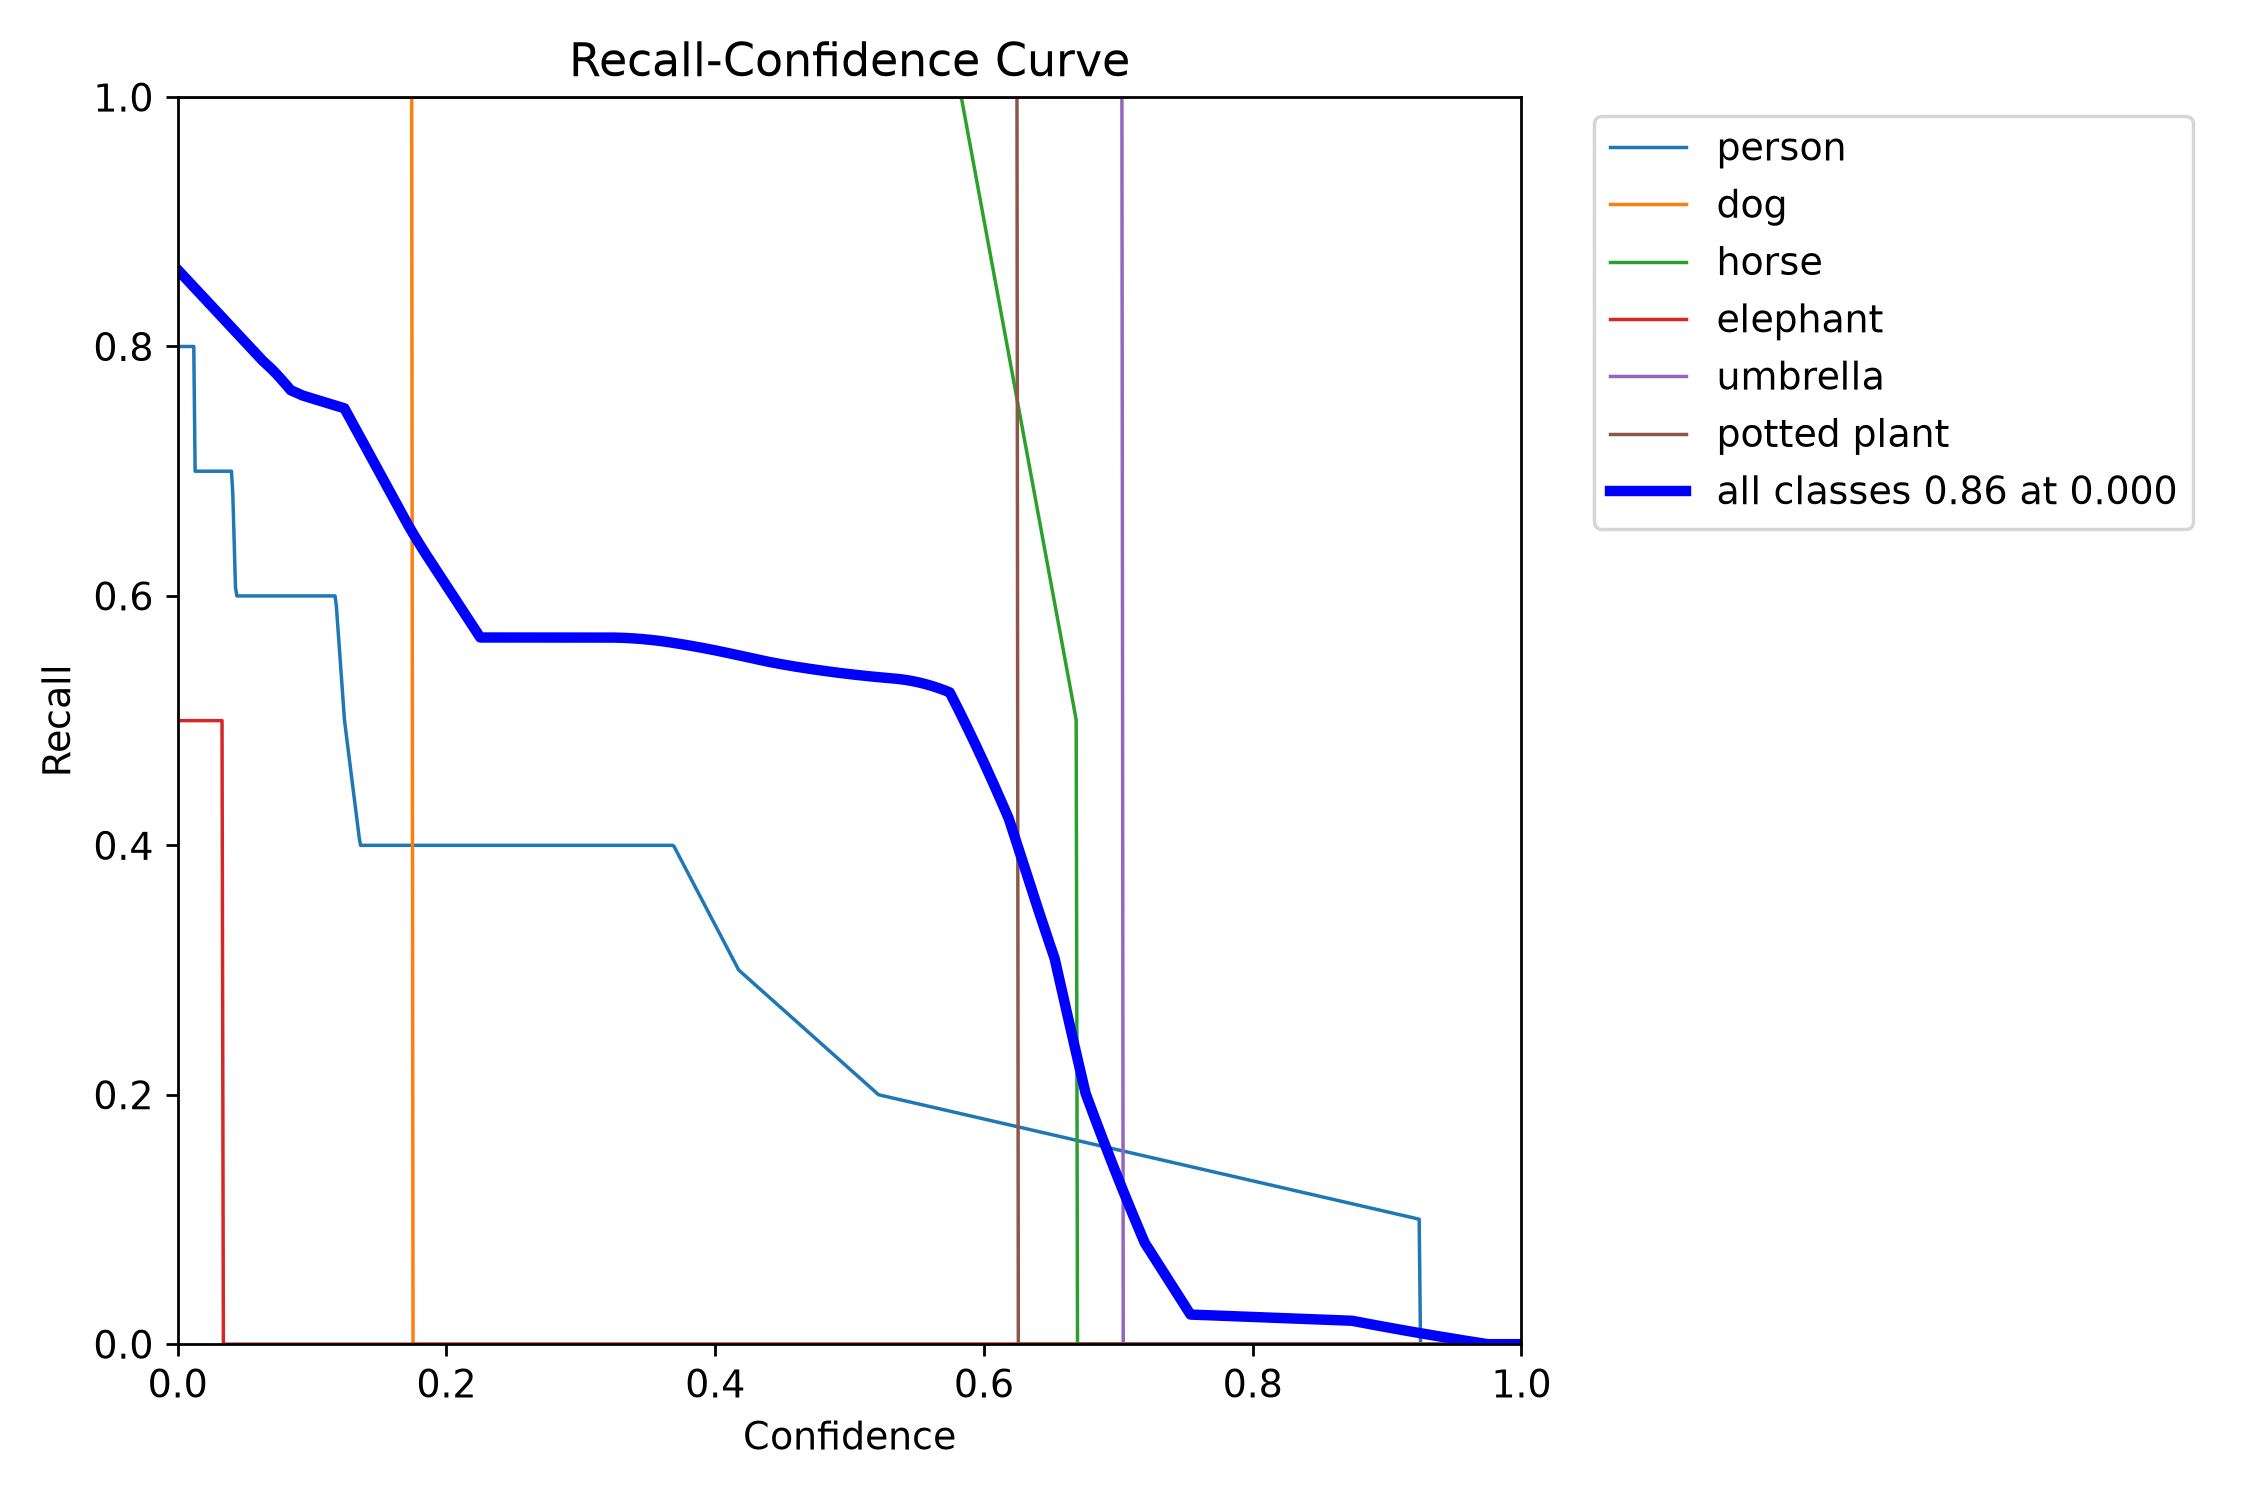 Recall-Confidence Curve
1.0
0.8
0.6
0.4
0.2
0.0
Recall
0.0 0.2 0.4 0.6 0.8 1.0
Confidence
person
dog
horse
elephant
umbrella
potted plant
all classes 0.86 at 0.000